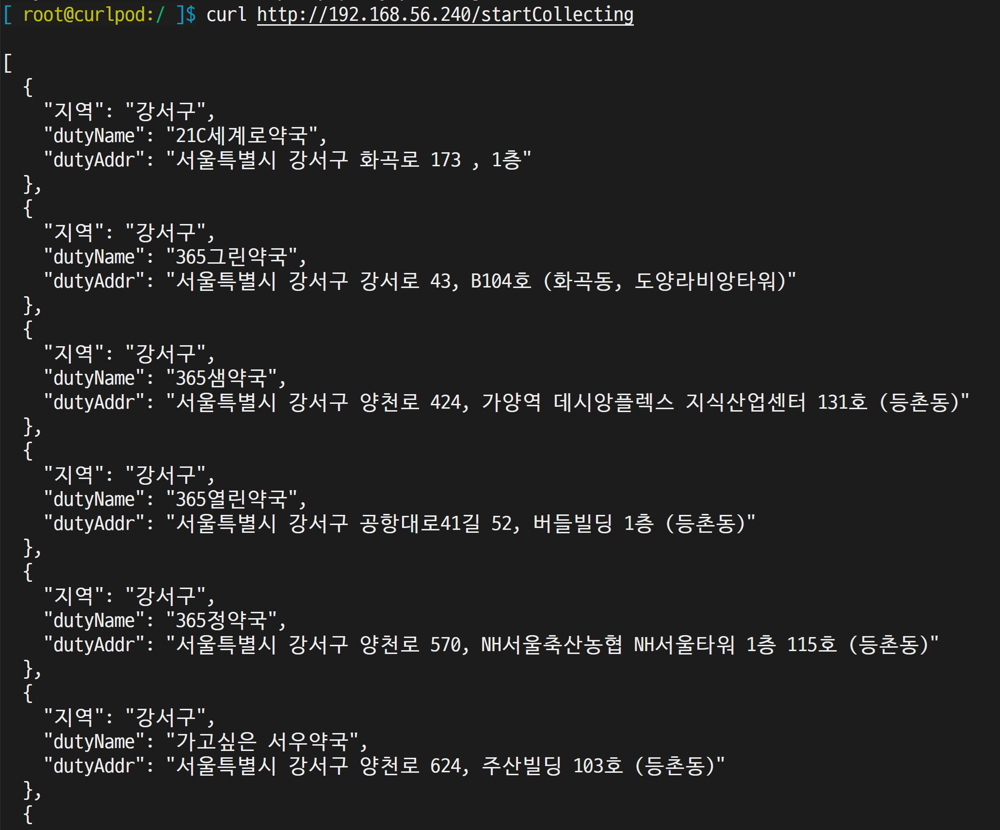 [ root@curlpod:/ ]$ curl http://192.168.56.240/startCollecting
[
  {
    "지역": "강서구",
    "dutyName": "21C세계로약국",
    "dutyAddr": "서울특별시 강서구 화곡로 173 , 1층"
  },
  {
    "지역": "강서구",
    "dutyName": "365그린약국",
    "dutyAddr": "서울특별시 강서구 강서로 43, B104호 (화곡동, 도양라비앙타워)"
  },
  {
    "지역": "강서구",
    "dutyName": "365샘약국",
    "dutyAddr": "서울특별시 강서구 양천로 424, 가양역 데시앙플렉스 지식산업센터 131호 (등촌동)"
  },
  {
    "지역": "강서구",
    "dutyName": "365열린약국",
    "dutyAddr": "서울특별시 강서구 공항대로41길 52, 버들빌딩 1층 (등촌동)"
  },
  {
    "지역": "강서구",
    "dutyName": "365정약국",
    "dutyAddr": "서울특별시 강서구 양천로 570, NH서울축산농협 NH서울타워 1층 115호 (등촌동)"
  },
  {
    "지역": "강서구",
    "dutyName": "가고싶은 서우약국",
    "dutyAddr": "서울특별시 강서구 양천로 624, 주산빌딩 103호 (등촌동)"
  },
  {